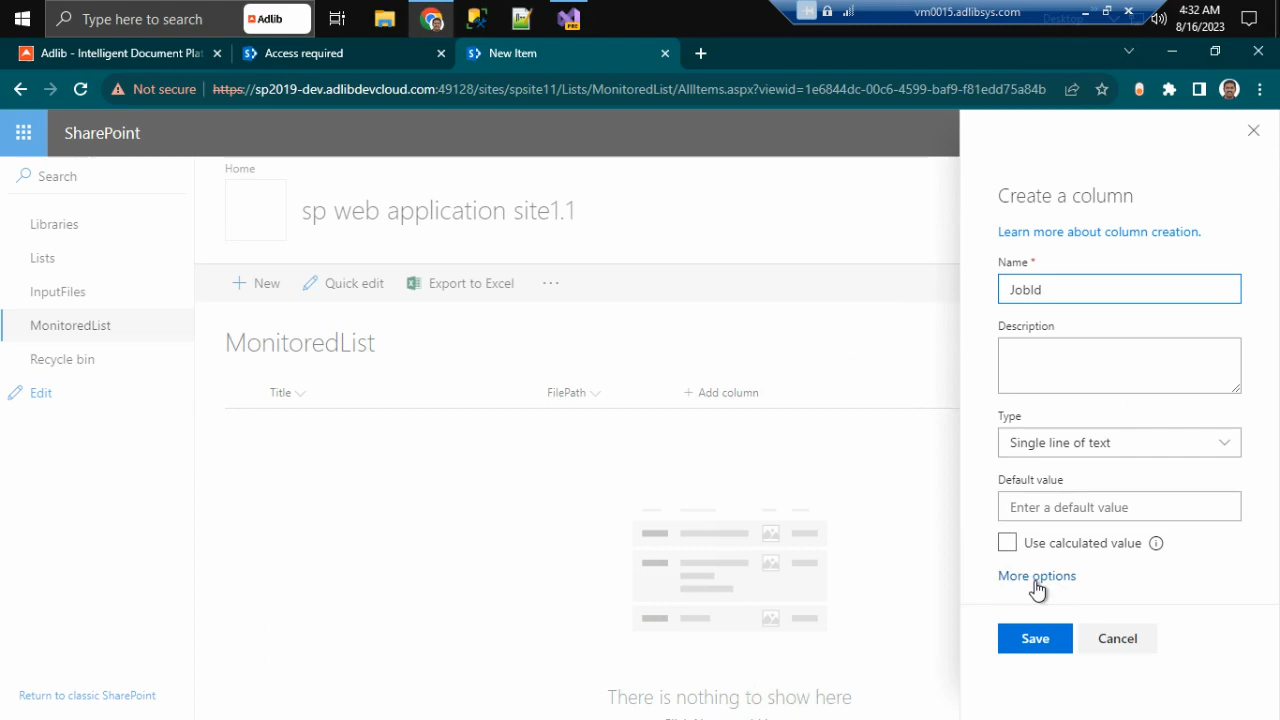 Type here to search
Adlib
vm0015.adlibsys.com
4:32 AM
8/16/2023
Adlib - Intelligent Document Pla
Access required
New Item
Not secure
https://sp2019-dev.adlibdevcloud.com:49128/sites/spsite11/Lists/MonitoredList/AllItems.aspx?viewid=1e6844dc-00c6-4599-baf9-f81edd75a84b
SharePoint
Search
Libraries
Lists
InputFiles
MonitoredList
Recycle bin
Edit
Return to classic SharePoint
Home
sp web application site1.1
New
Quick edit
Export to Excel
MonitoredList
Title
FilePath
Add column
There is nothing to show here
Create a column
Learn more about column creation.
Name *
JobId
Description
Type
Single line of text
Default value
Enter a default value
Use calculated value
More options
Save
Cancel